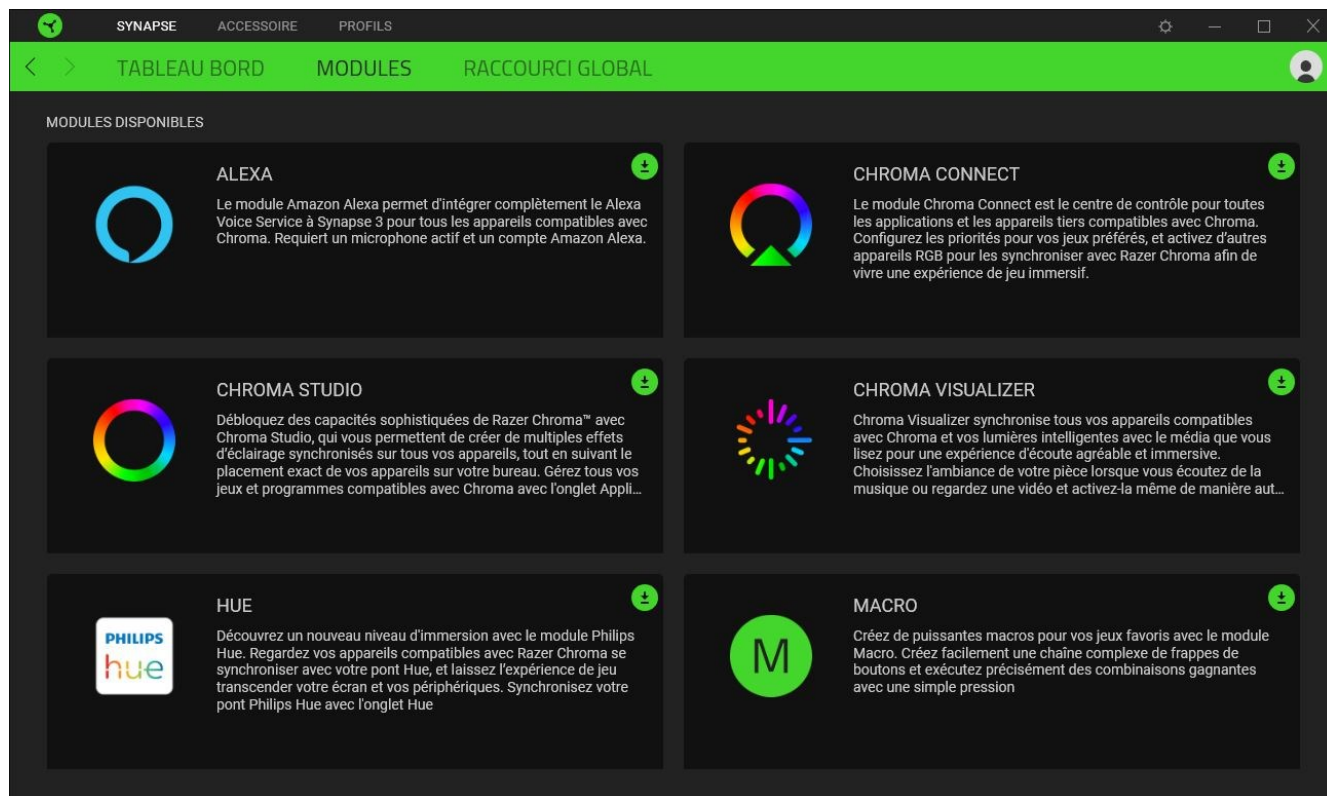 SYNAPSE ACCESSOIRE PROFILS
TABLEAU BORD MODULES RACCOURCI GLOBAL
MODULES DISPONIBLES
ALEXA
Le module Amazon Alexa permet d'intégrer complètement le Alexa
Voice Service à Synapse 3 pour tous les appareils compatibles avec
Chroma. Requiert un microphone actif et un compte Amazon Alexa.
CHROMA CONNECT
Le module Chroma Connect est le centre de contrôle pour toutes
les applications et les appareils tiers compatibles avec Chroma.
Configurez les priorités pour vos jeux préférés, et activez d'autres
appareils RGB pour les synchroniser avec Razer Chroma afin de
vivre une expérience de jeu immersif.
CHROMA STUDIO
Débloquez des capacités sophistiquées de Razer Chroma™ avec
Chroma Studio, qui vous permettent de créer de multiples effets
d'éclairage synchronisés sur tous vos appareils, tout en suivant le
placement exact de vos appareils sur votre bureau. Gérez tous vos
jeux et programmes compatibles avec Chroma avec l'onglet Appli...
CHROMA VISUALIZER
Chroma Visualizer synchronise tous vos appareils compatibles
avec Chroma et vos lumières intelligentes avec le média que vous
lisez pour une expérience d'écoute agréable et immersive.
Choisissez l'ambiance de votre pièce lorsque vous écoutez de la
musique ou regardez une vidéo et activez-la même de manière aut...
PHILIPS
hue
HUE
Découvrez un nouveau niveau d'immersion avec le module Philips
Hue. Regardez vos appareils compatibles avec Razer Chroma se
synchroniser avec votre pont Hue, et laissez l'expérience de jeu
transcender votre écran et vos périphériques. Synchronisez votre
pont Philips Hue avec l'onglet Hue
M
MACRO
Créez de puissantes macros pour vos jeux favoris avec le module
Macro. Créez facilement une chaîne complexe de frappes de
boutons et exécutez précisément des combinaisons gagnantes
avec une simple pression